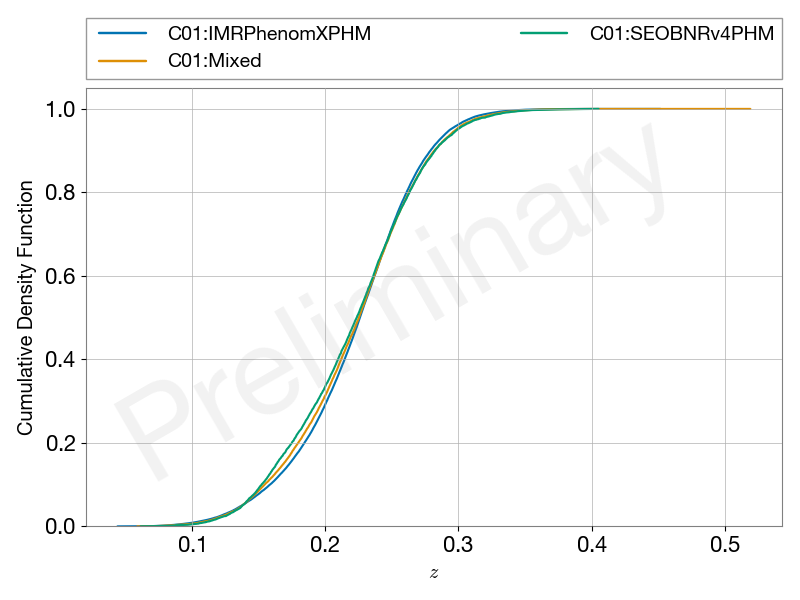 C01:IMRPhenomXPHM
C01:Mixed
C01:SEOBNRv4PHM
Cumulative Density Function
1.0
0.8
0.6
0.4
0.2
0.0
Preliminary
0.1 0.2 0.3 0.4 0.5
z